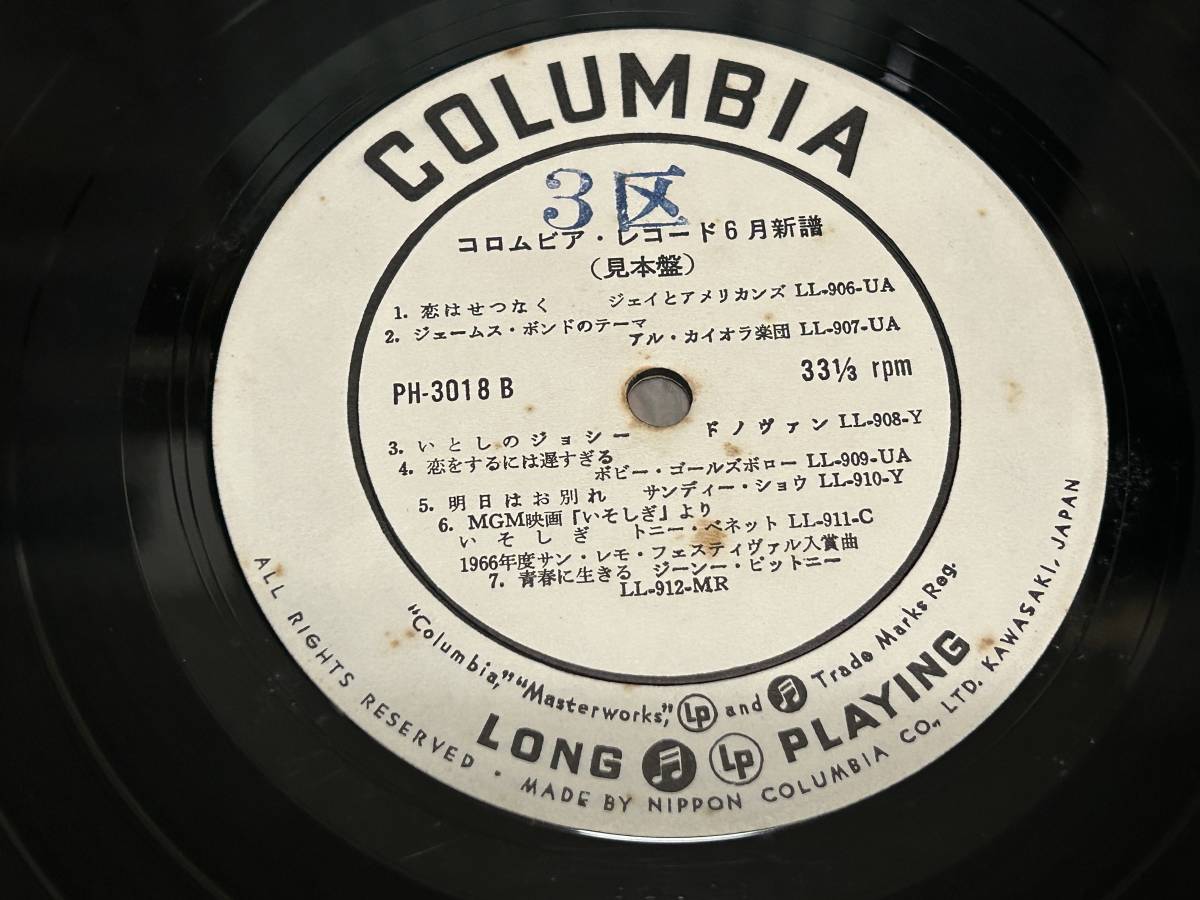 COLUMBIA
3区
コロムビア・レコード6月新譜
（見本盤）
1. 恋はせつなく ジェイとアメリカンズ LL-906-UA
2. ジェームス・ボンドのテーマ アル・カイオラ楽団 LL-907-UA
PH-3018 B 33⅓ rpm
3. いとしのジョシー ドノヴァン LL-908-Y
4. 恋をするには遅すぎる ボビー・ゴールズボロー LL-909-UA
5. 明日はお別れ サンディー・ショウ LL-910-Y
6. MGM映画『いそしぎ』より
いそしぎ トニー・ベネット LL-911-C
1966年度サン・レモ・フェスティヴァル入賞曲
7. 青春に生きる ジーンー・ピットニー
LL-912-MR
"Columbia," "Masterworks," Lp and Trade Marks Reg.
LONG Lp PLAYING
ALL RIGHTS RESERVED · MADE BY NIPPON COLUMBIA CO., LTD. KAWASAKI, JAPAN